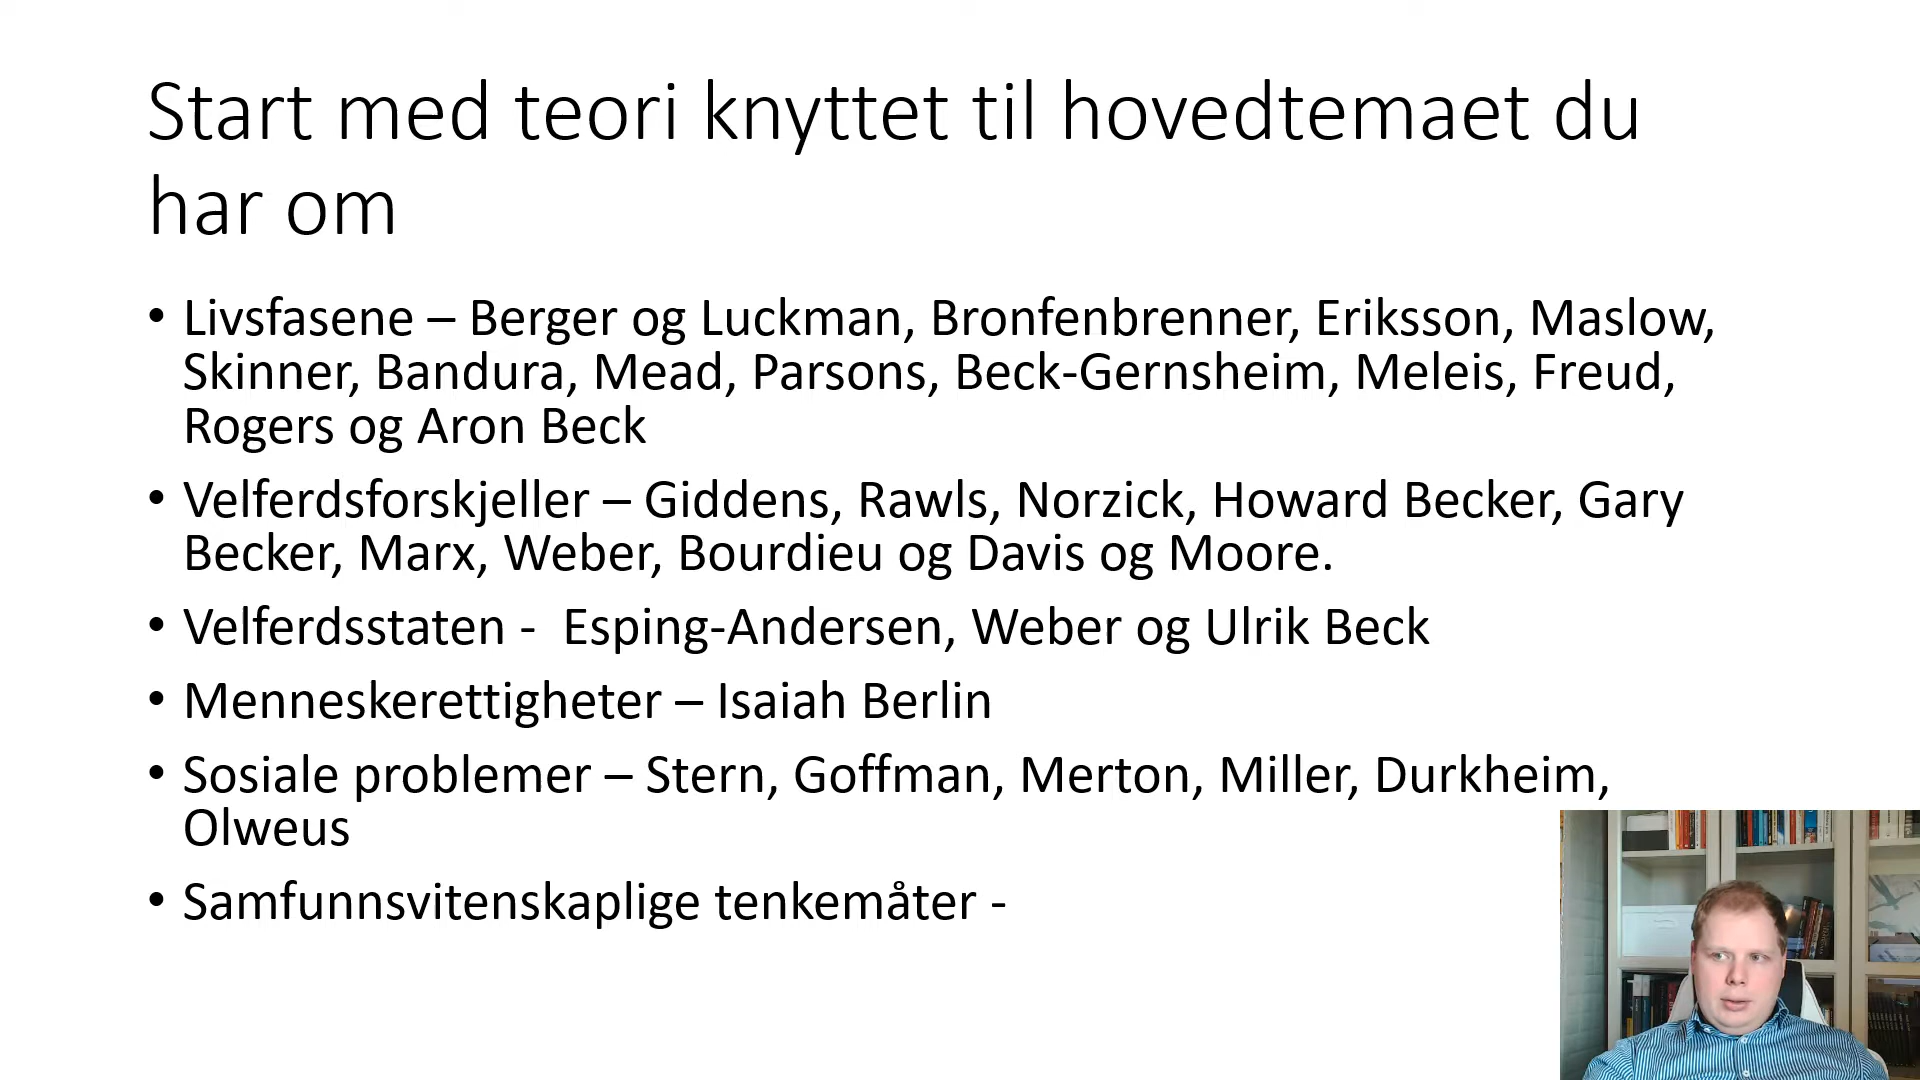 Start med teori knyttet til hovedtemaet du
har om
• Livsfasene – Berger og Luckman, Bronfenbrenner, Eriksson, Maslow,
Skinner, Bandura, Mead, Parsons, Beck-Gernsheim, Meleis, Freud,
Rogers og Aron Beck
• Velferdsforskjeller – Giddens, Rawls, Norzick, Howard Becker, Gary
Becker, Marx, Weber, Bourdieu og Davis og Moore.
• Velferdsstaten -  Esping-Andersen, Weber og Ulrik Beck
• Menneskerettigheter – Isaiah Berlin
• Sosiale problemer – Stern, Goffman, Merton, Miller, Durkheim,
Olweus
• Samfunnsvitenskaplige tenkemåter -